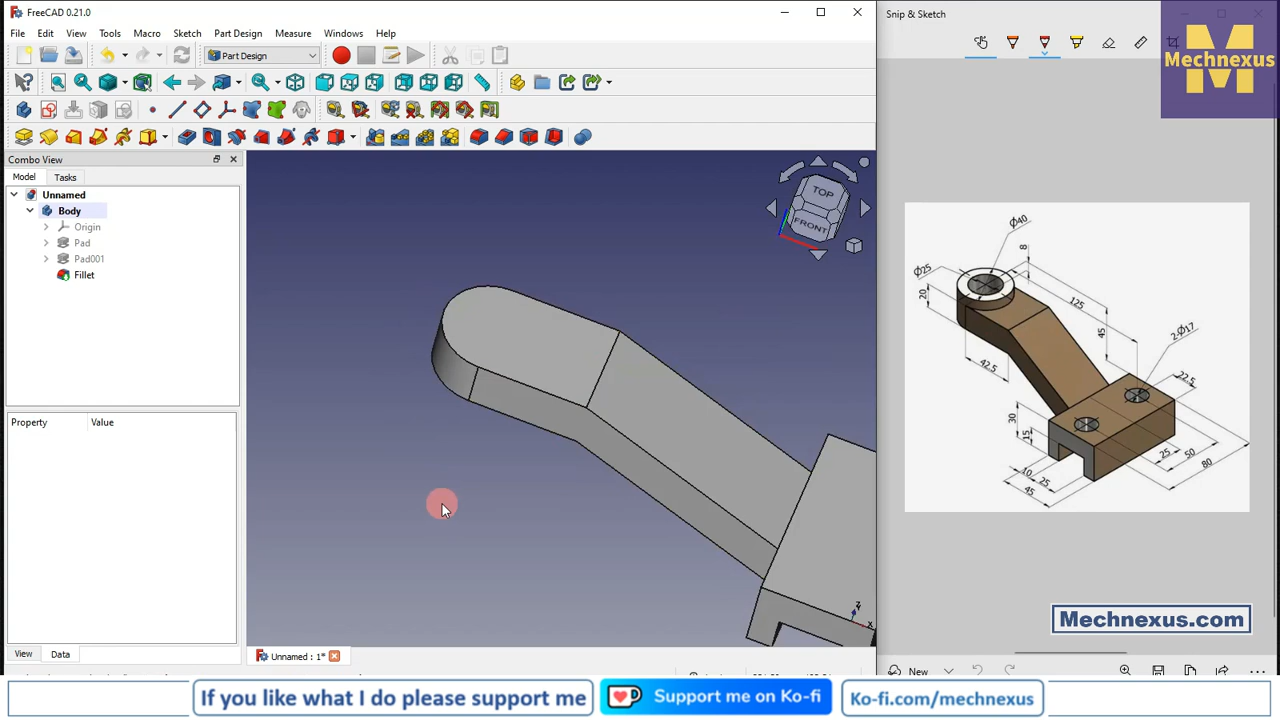 FreeCAD 0.21.0
File Edit View Tools Macro Sketch Part Design Measure Windows Help
Part Design
Combo View
Model Tasks
Unnamed
Body
Origin
Pad
Pad001
Fillet
Property Value
View Data
TOP
FRONT
Z
X
Unnamed : 1*
Snip & Sketch
M
Mechnexus
Ø40
8
Ø25
20
125
45
2-Ø17
42.5
22.5
30
15
10
25
45
25
50
80
Mechnexus.com
New
If you like what I do please support me
Support me on Ko-fi
Ko-fi.com/mechnexus